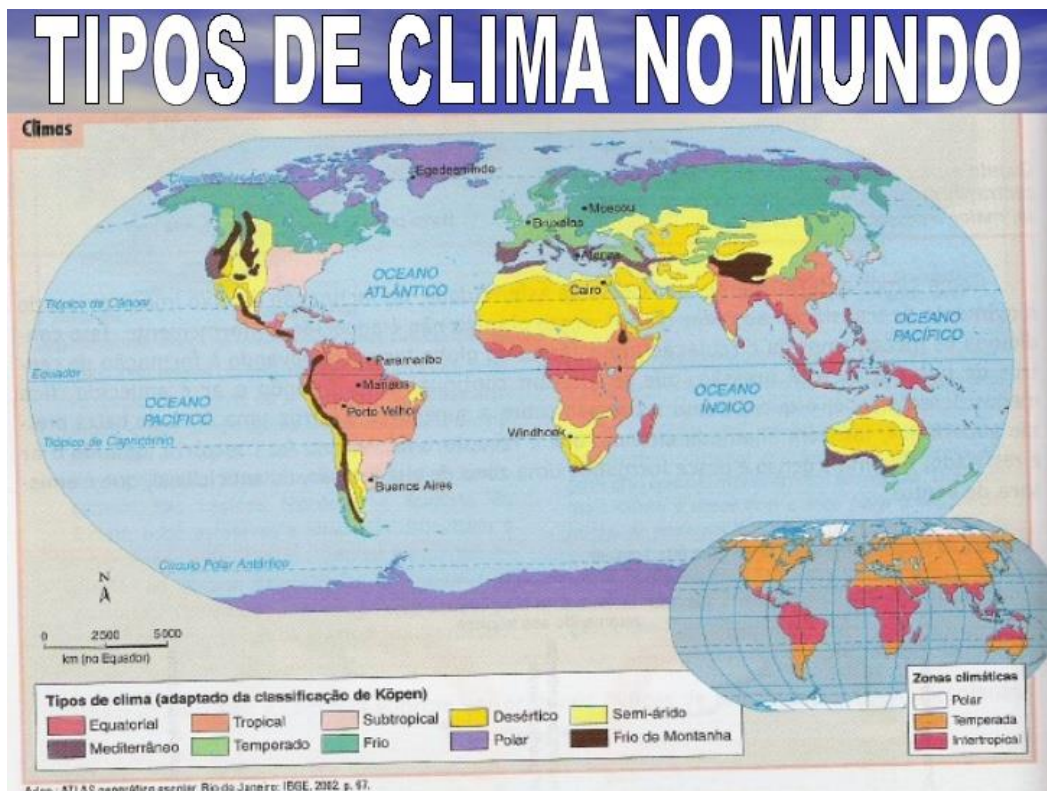 TIPOS DE CLIMA NO MUNDO
Climas
Egedesminde
Moscou
Bruxelas
Atenas
OCEANO
ATLÂNTICO
Cairo
Trópico de Câncer
OCEANO
PACÍFICO
Paramaribo
Equador
Manaus
OCEANO
PACÍFICO
Porto Velho
OCEANO
ÍNDICO
Trópico de Capricórnio
Windhoek
Buenos Aires
Círculo Polar Antártico
N
0 2500 5000
km (no Equador)
Tipos de clima (adaptado da classificação de Köpen)
Equatorial
Tropical
Subtropical
Desértico
Semi-árido
Mediterrâneo
Temperado
Frio
Polar
Frio de Montanha
Zonas climáticas
Polar
Temperada
Intertropical
ATLAS geográfico escolar. Rio de Janeiro: IBGE, 2002. p. 67.